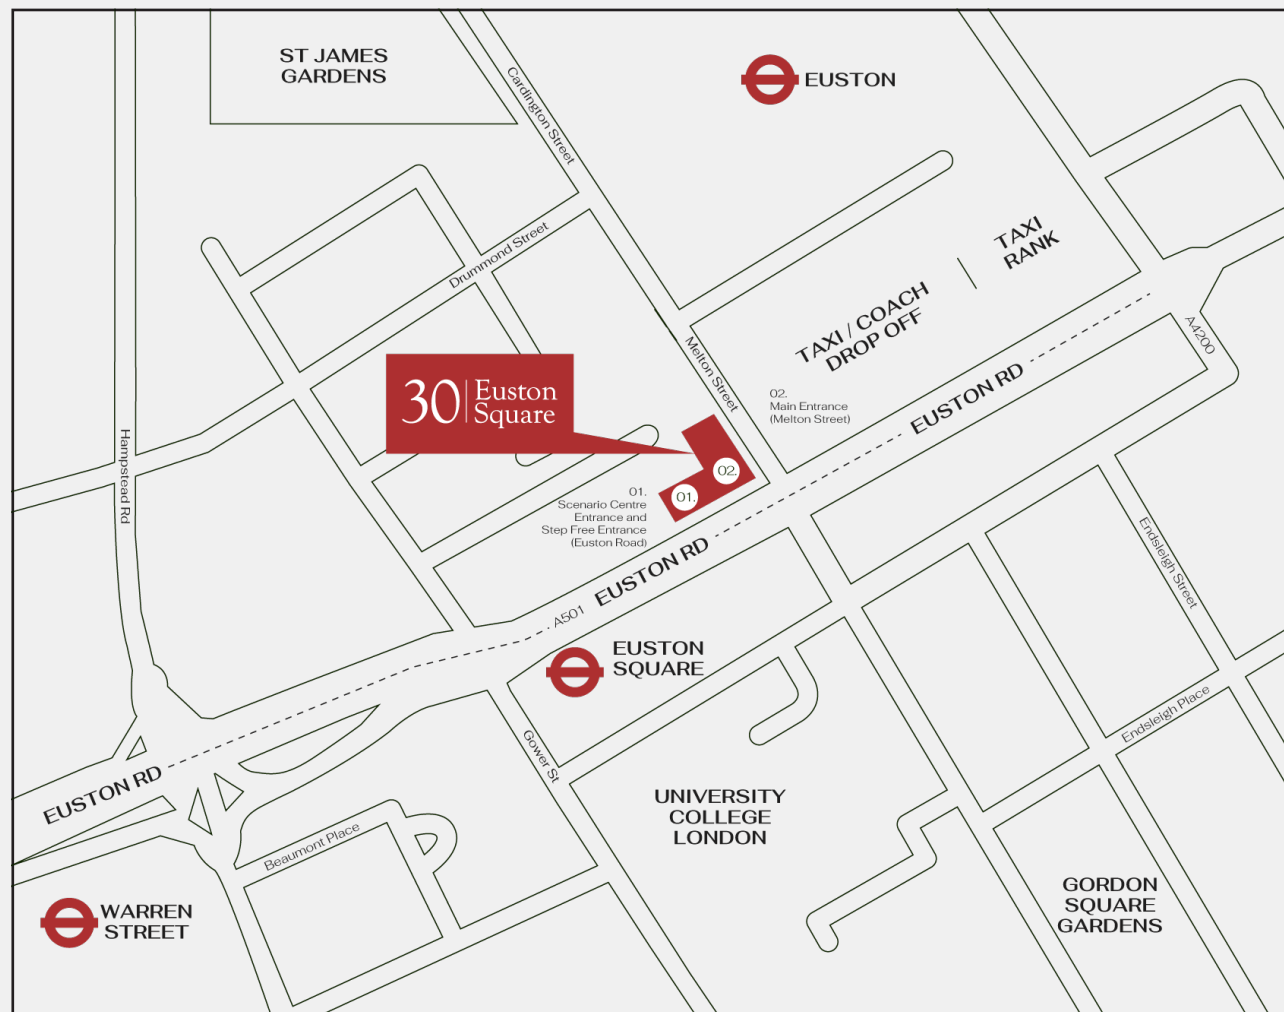 ST JAMES
GARDENS
Cardington Street
EUSTON
Drummond Street
TAXI
RANK
TAXI / COACH
DROP OFF
A4200
Melton Street
30
Euston
Square
02.
Main Entrance
(Melton Street)
EUSTON RD
Hampstead Rd
02.
01.
01.
Scenario Centre
Entrance and
Step Free Entrance
(Euston Road)
EUSTON RD
A501
Endsleigh Street
EUSTON
SQUARE
Endsleigh Place
Gower St
EUSTON RD
UNIVERSITY
COLLEGE
LONDON
Beaumont Place
GORDON
SQUARE
GARDENS
WARREN
STREET